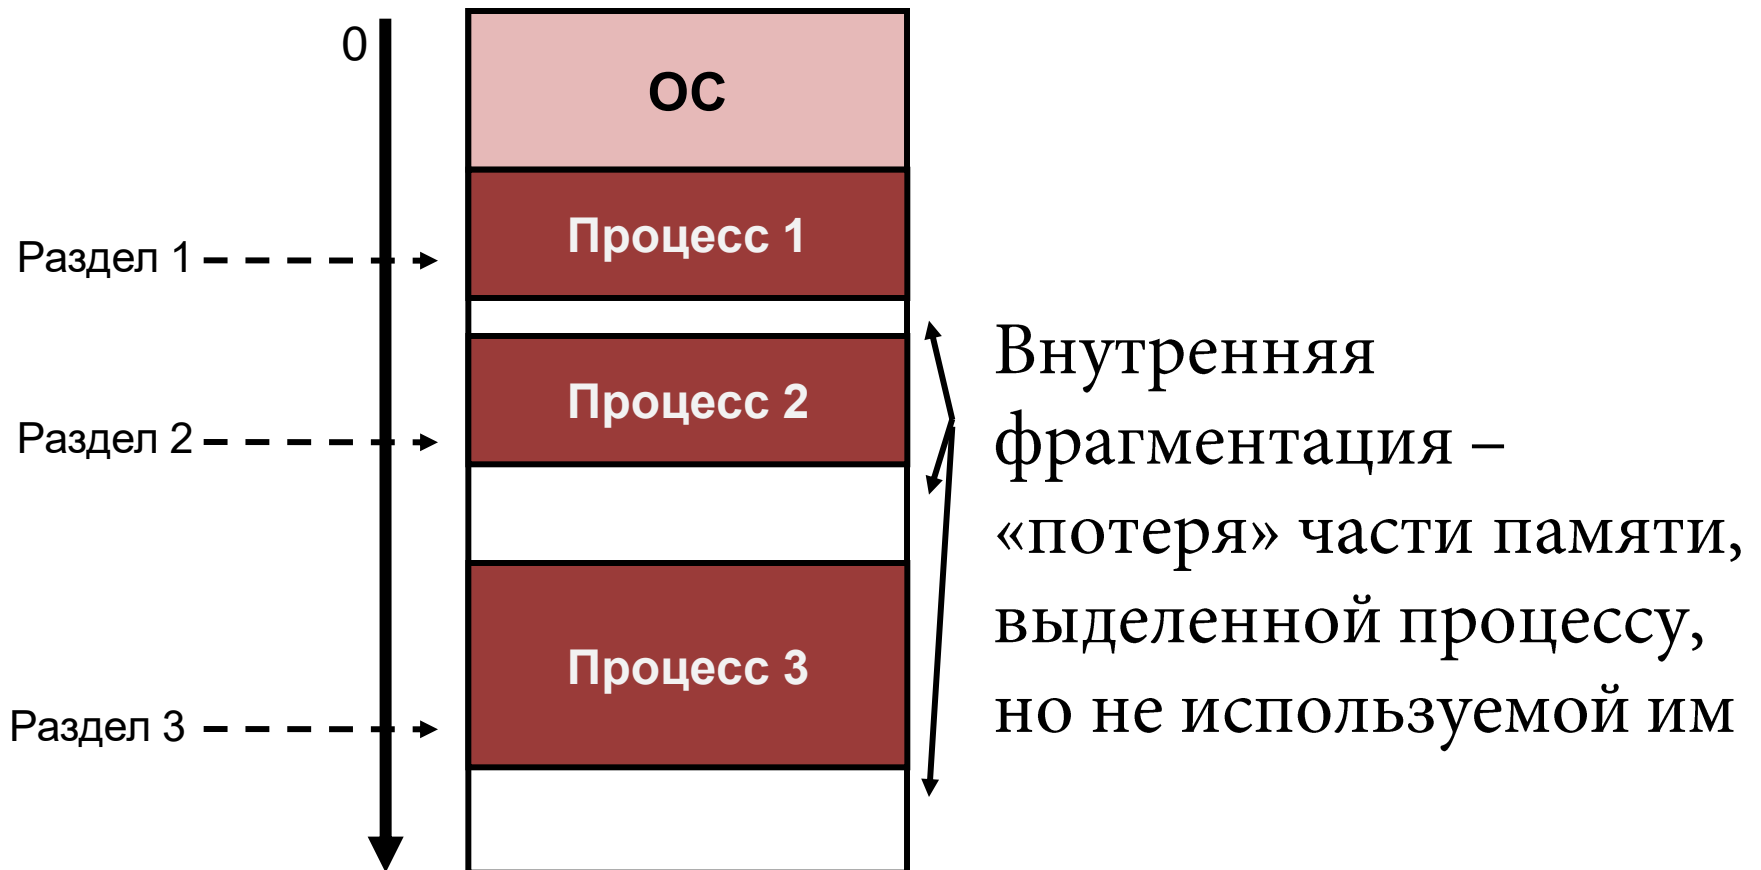 0
ОС
Процесс 1
Раздел 1
Процесс 2
Раздел 2
Процесс 3
Раздел 3
Внутренняя
фрагментация –
«потеря» части памяти,
выделенной процессу,
но не используемой им